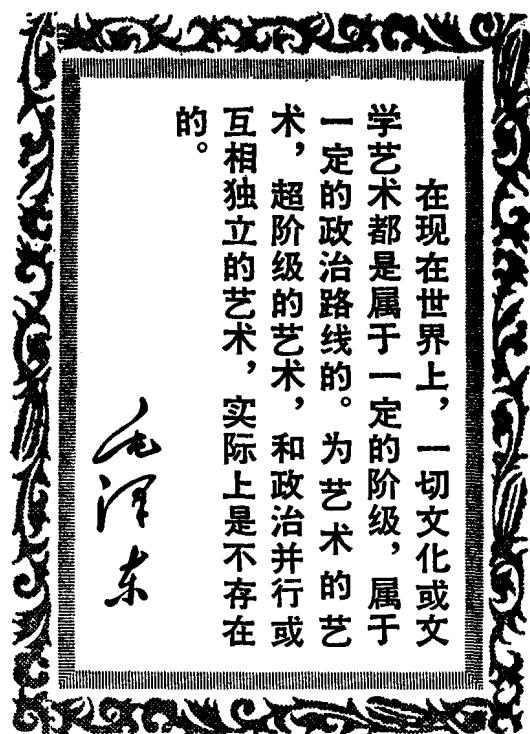 在现在世界上，一切文化或文
学艺术都是属于一定的阶级，属于
一定的政治路线的。为艺术的艺
术，超阶级的艺术，和政治并行或
互相独立的艺术，实际上是不存在
的。
毛泽东